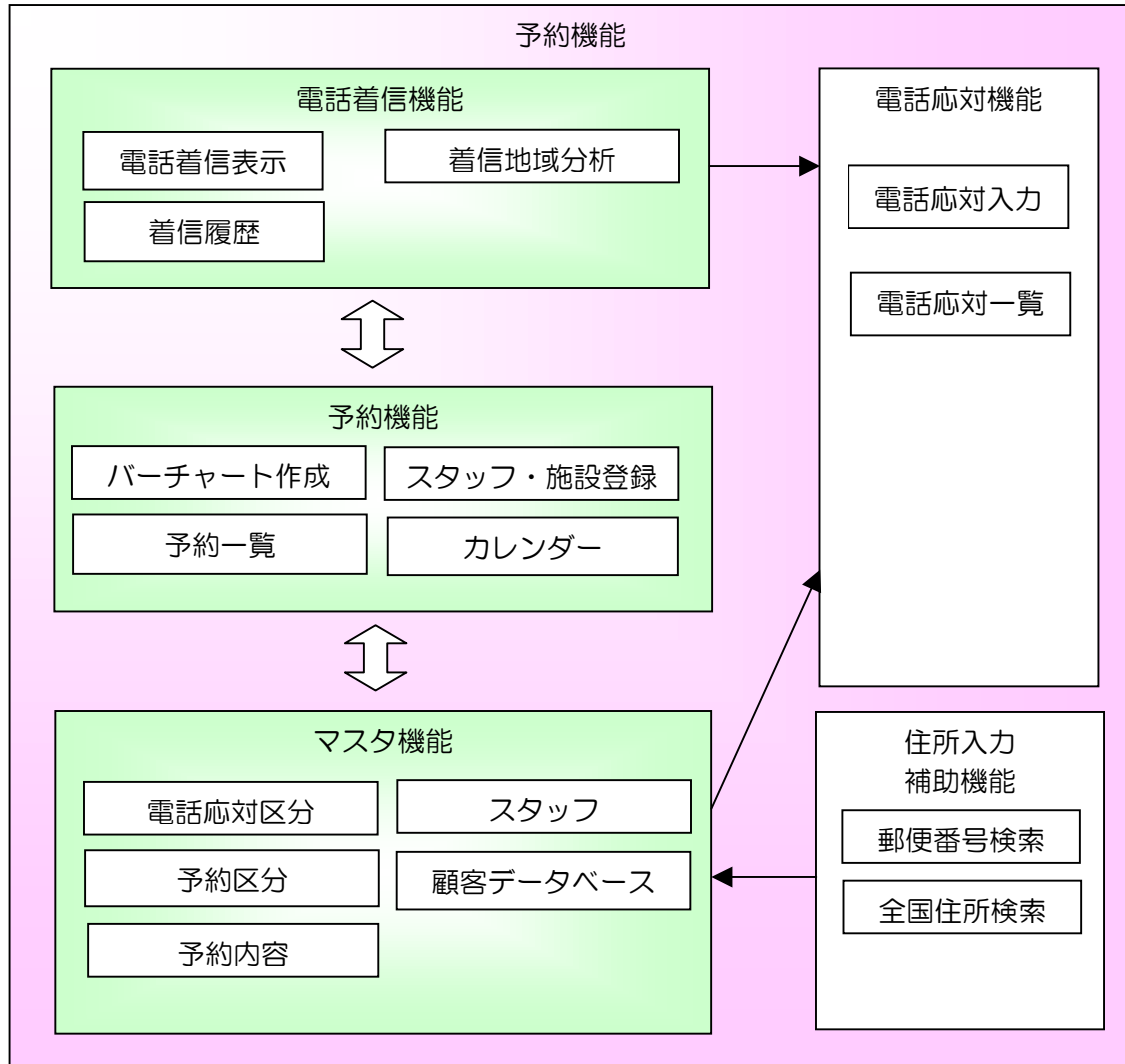 予約機能
電話着信機能
電話着信表示
着信地域分析
着信履歴
電話応対機能
電話応対入力
電話応対一覧
予約機能
バーチャート作成
スタッフ・施設登録
予約一覧
カレンダー
マスタ機能
電話応対区分
スタッフ
予約区分
顧客データベース
予約内容
住所入力
補助機能
郵便番号検索
全国住所検索